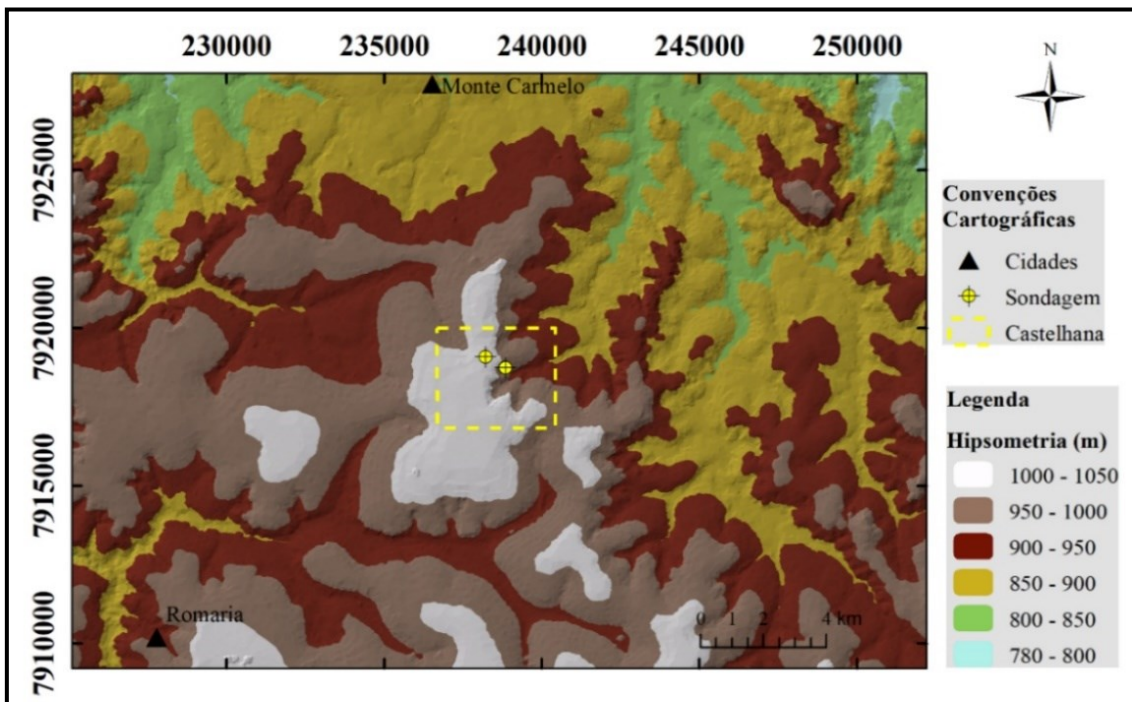 230000 235000 240000 245000 250000
N
Monte Carmelo
7925000
7920000
7915000
7910000
Romaria
0 1 2 4 km
Convenções
Cartográficas
Cidades
Sondagem
Castelhana
Legenda
Hipsometria (m)
1000 - 1050
950 - 1000
900 - 950
850 - 900
800 - 850
780 - 800